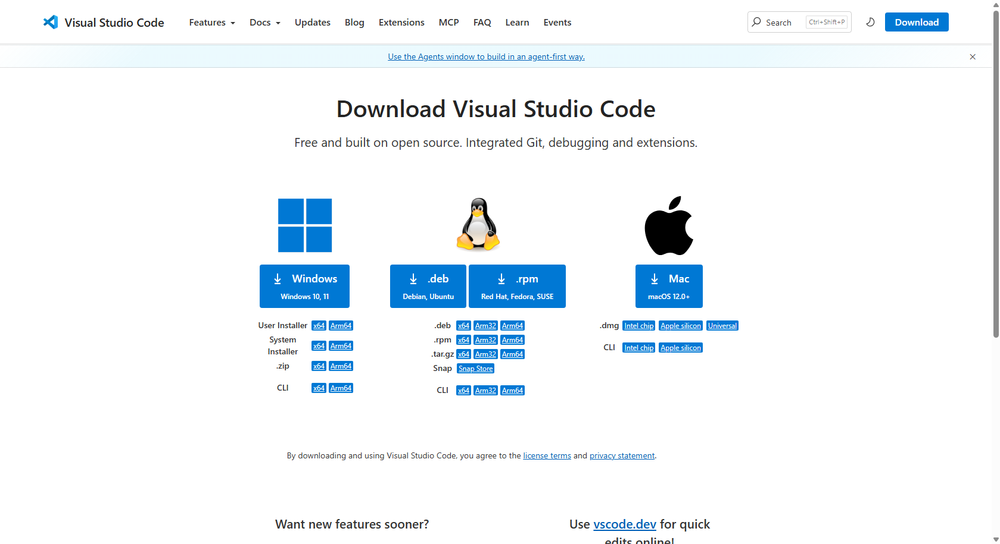 Visual Studio Code Features Docs Updates Blog Extensions MCP FAQ Learn Events Search Ctrl+Shift+P Download
Use the Agents window to build in an agent-first way.
Download Visual Studio Code
Free and built on open source. Integrated Git, debugging and extensions.
Windows
Windows 10, 11
User Installer x64 Arm64
System
Installer x64 Arm64
.zip x64 Arm64
CLI x64 Arm64
.deb
Debian, Ubuntu
.rpm
Red Hat, Fedora, SUSE
.deb x64 Arm32 Arm64
.rpm x64 Arm32 Arm64
.tar.gz x64 Arm32 Arm64
Snap Snap Store
CLI x64 Arm32 Arm64
Mac
macOS 12.0+
.dmg Intel chip Apple silicon Universal
CLI Intel chip Apple silicon
By downloading and using Visual Studio Code, you agree to the license terms and privacy statement.
Want new features sooner?
Use vscode.dev for quick
edits online!